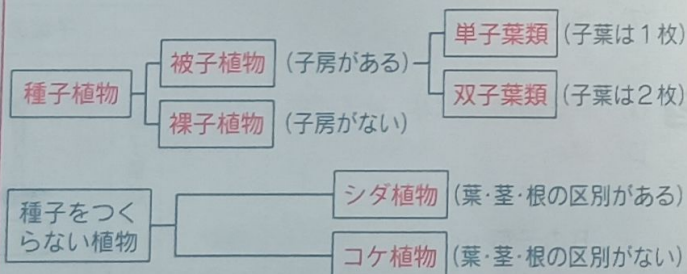 単子葉類 (子葉は1枚)
被子植物 (子房がある)
種子植物
双子葉類 (子葉は2枚)
裸子植物 (子房がない)
シダ植物 (葉・茎・根の区別がある)
種子をつく
らない植物
コケ植物 (葉・茎・根の区別がない)